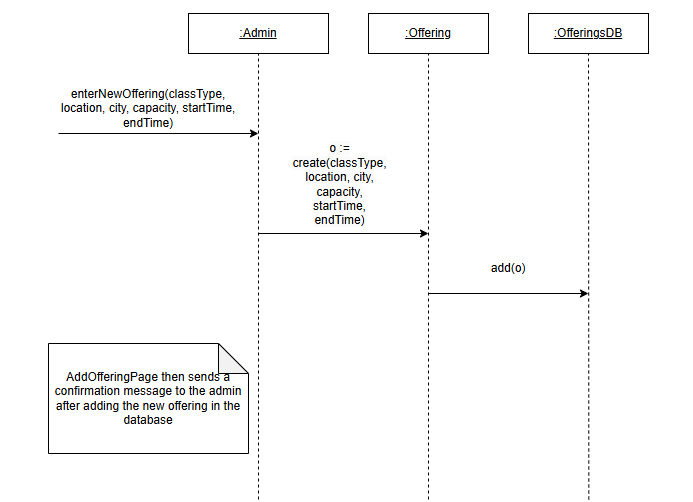 :Admin
:Offering
:OfferingsDB
enterNewOffering(classType,
location, city, capacity, startTime,
endTime)
o :=
create(classType,
location, city,
capacity,
startTime,
endTime)
add(o)
AddOfferingPage then sends a
confirmation message to the admin
after adding the new offering in the
database